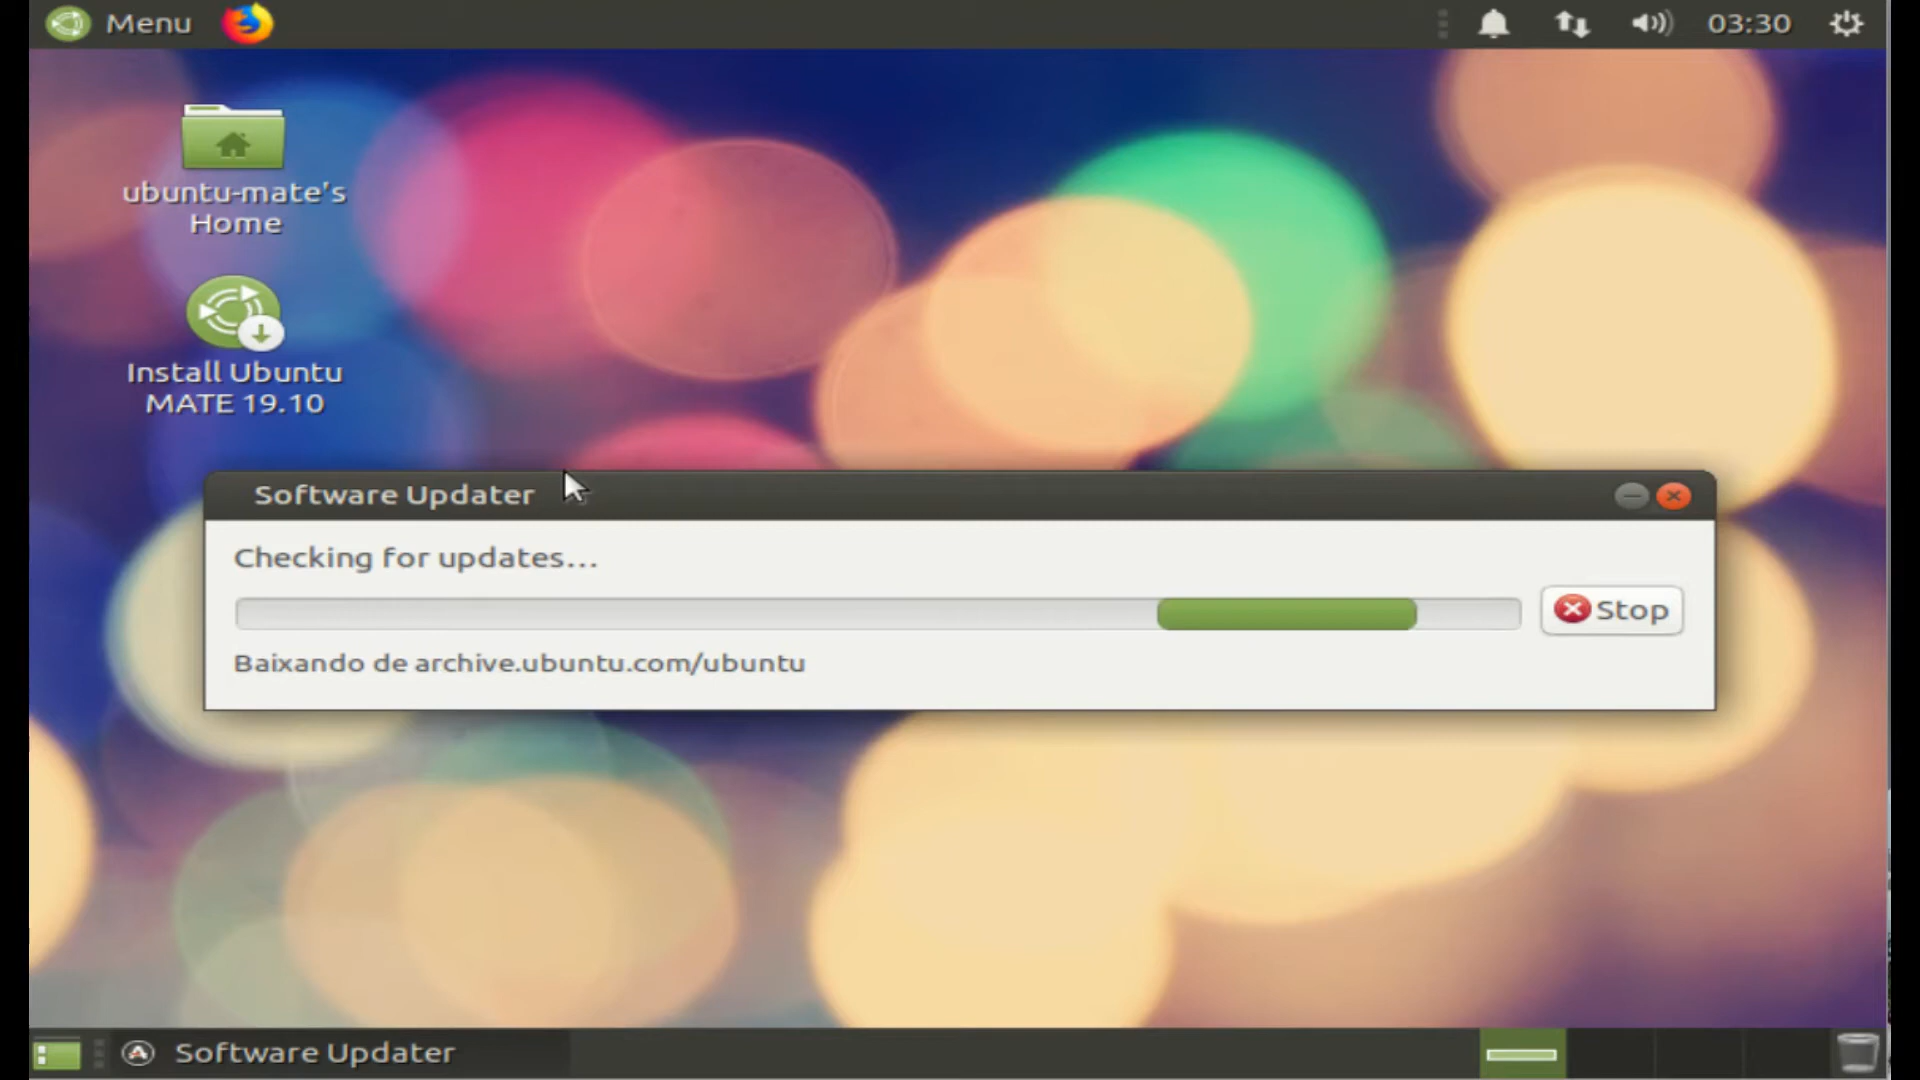 Menu
03:30
ubuntu-mate's
Home
Install Ubuntu
MATE 19.10
Software Updater
Checking for updates...
Stop
Baixando de archive.ubuntu.com/ubuntu
Software Updater